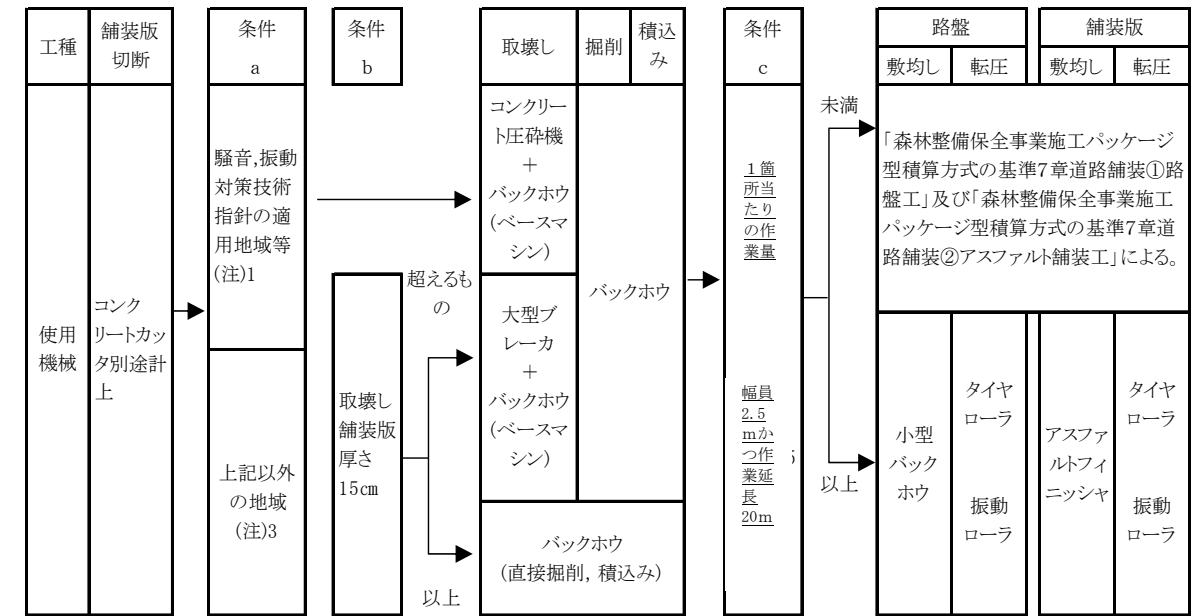 工種
舗装版
切断
条件
a
条件
b
取壊し
掘削
積込
み
条件
c
路盤
舗装版
敷均し
転圧
敷均し
転圧
使用
機械
コンク
リートカッ
タ別途計
上
騒音,振動
対策技術
指針の適
用地域等
(注)1
上記以外
の地域
(注)3
取壊し
舗装版
厚さ
15cm
超えるも
の
以上
コンクリー
ト圧砕機
+
バックホウ
(ベースマ
シン)
大型ブ
レーカ
+
バックホウ
(ベースマ
シン)
バックホウ
バックホウ
(直接掘削, 積込み)
1箇
所当
たり
の作
業量
幅員
2.5
mか
つ作
業延
長
20m
未満
以上
「森林整備保全事業施工パッケージ
型積算方式の基準7章道路舗装①路
盤工」及び「森林整備保全事業施工
パッケージ型積算方式の基準7章道
路舗装②アスファルト舗装工」による。
小型
バック
ホウ
タイヤ
ローラ
振動
ローラ
アスファ
ルトフィ
ニッシャ
タイヤ
ローラ
振動
ローラ